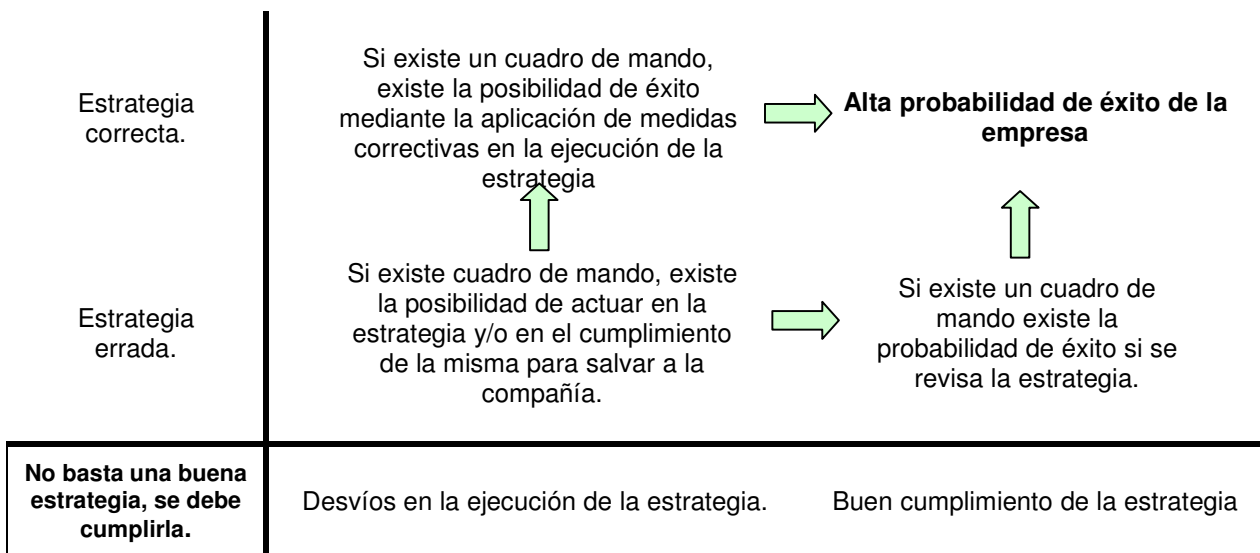 Estrategia
correcta.
Si existe un cuadro de mando,
existe la posibilidad de éxito
mediante la aplicación de medidas
correctivas en la ejecución de la
estrategia
Alta probabilidad de éxito de la
empresa
Estrategia
errada.
Si existe cuadro de mando, existe
la posibilidad de actuar en la
estrategia y/o en el cumplimiento
de la misma para salvar a la
compañía.
Si existe un cuadro de
mando existe la
probabilidad de éxito si se
revisa la estrategia.
No basta una buena
estrategia, se debe
cumplirla.
Desvíos en la ejecución de la estrategia.
Buen cumplimiento de la estrategia